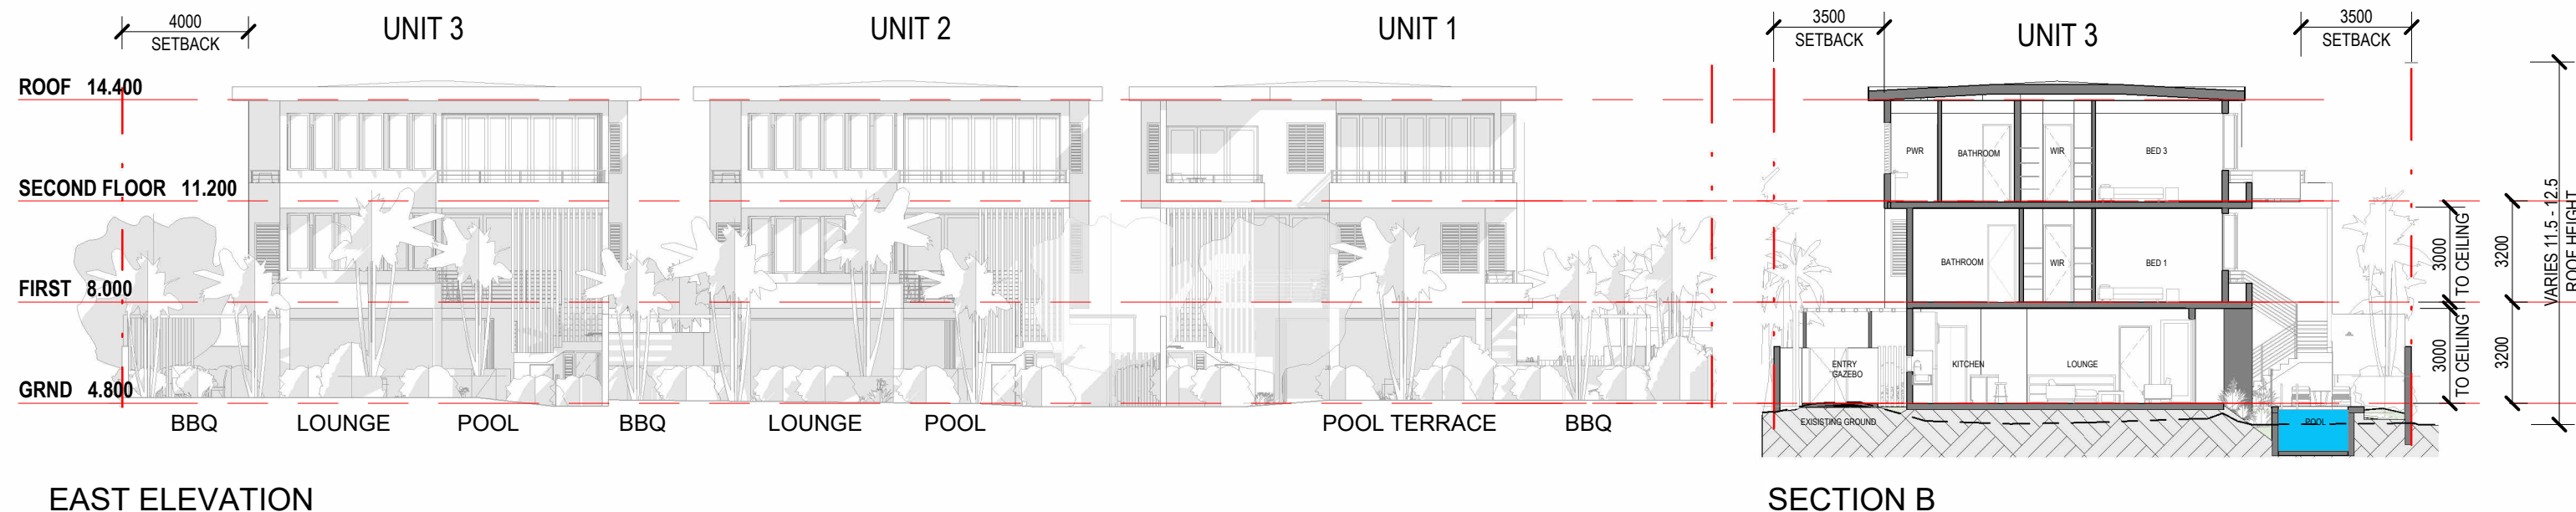 4000
SETBACK
UNIT 3
UNIT 2
UNIT 1
3500
SETBACK
UNIT 3
3500
SETBACK
ROOF 14.400
SECOND FLOOR 11.200
FIRST 8.000
GRND 4.800
PWR
BATHROOM
WIR
BED 3
BATHROOM
WIR
BED 1
ENTRY
GAZEBO
KITCHEN
LOUNGE
EXISISTING GROUND
POOL
3000
TO CEILING
3200
3000
TO CEILING
3200
VARIES 11.5 - 12.5
ROOF HEIGHT
BBQ
LOUNGE
POOL
BBQ
LOUNGE
POOL
POOL TERRACE
BBQ
EAST ELEVATION
SECTION B